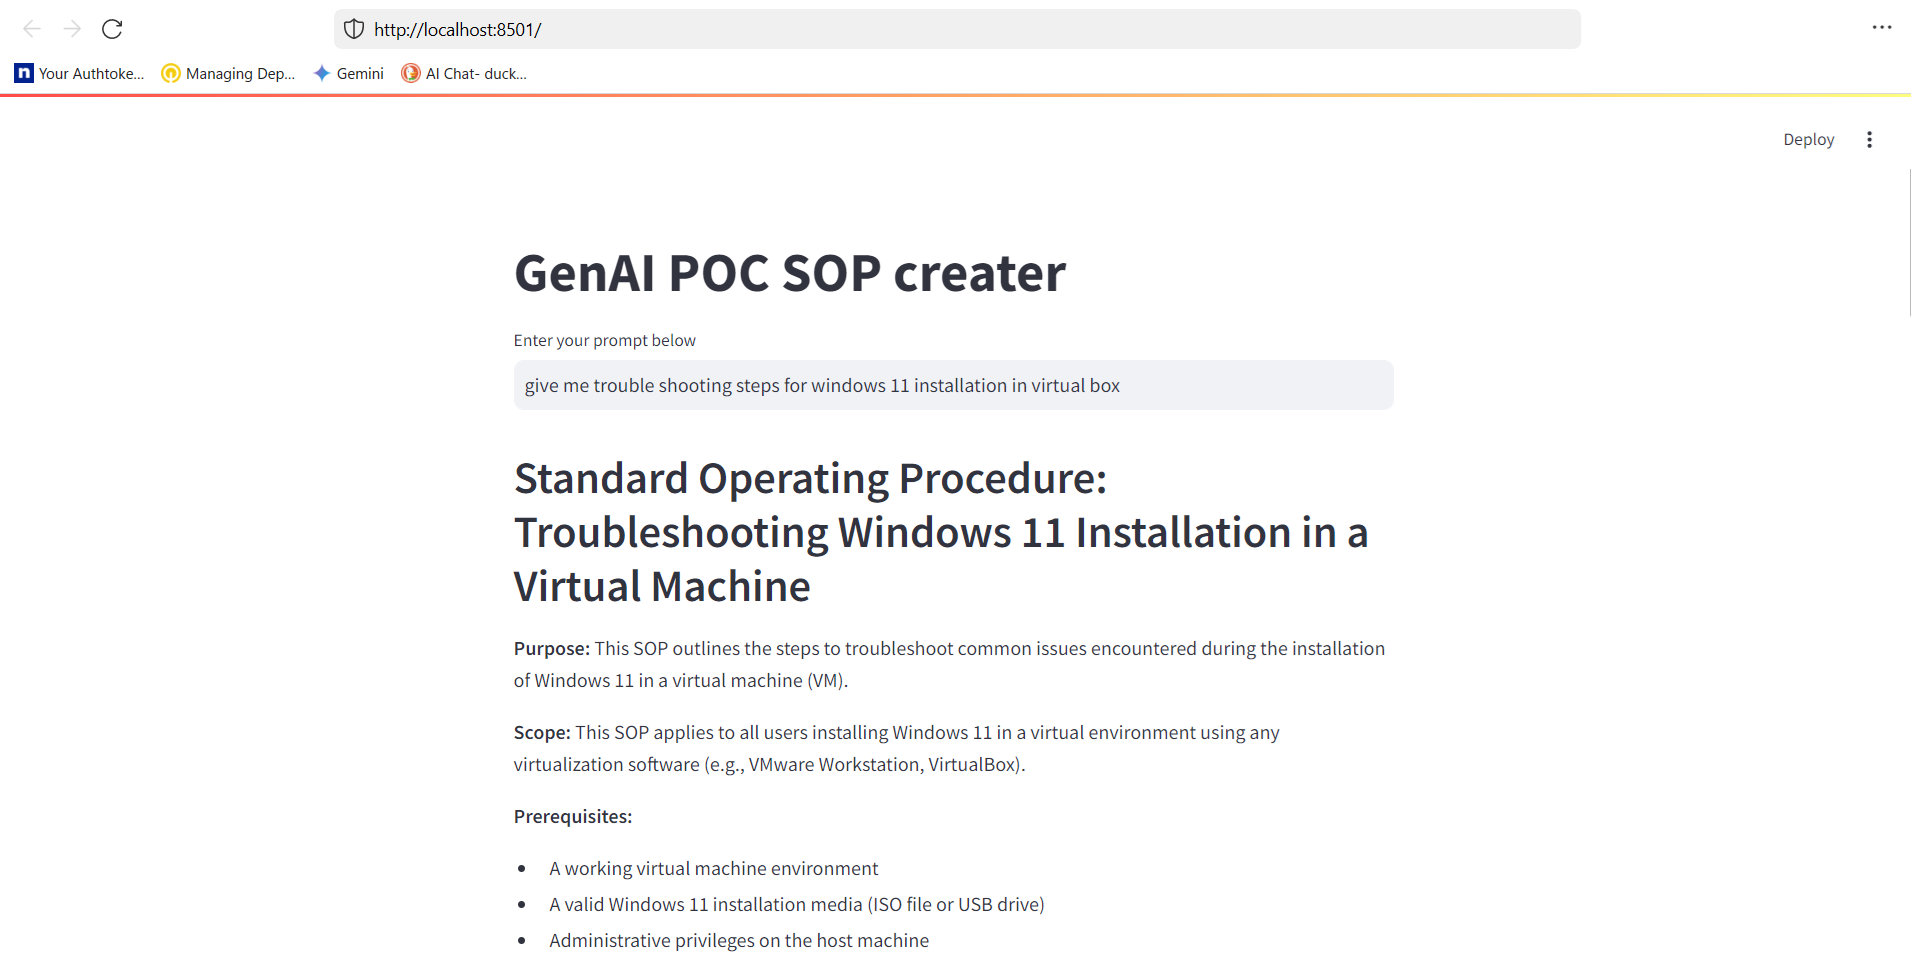 http://localhost:8501/
Your Authtoke...
Managing Dep...
Gemini
AI Chat- duck...
Deploy
GenAI POC SOP creater
Enter your prompt below
give me trouble shooting steps for windows 11 installation in virtual box
Standard Operating Procedure:
Troubleshooting Windows 11 Installation in a
Virtual Machine
Purpose: This SOP outlines the steps to troubleshoot common issues encountered during the installation
of Windows 11 in a virtual machine (VM).
Scope: This SOP applies to all users installing Windows 11 in a virtual environment using any
virtualization software (e.g., VMware Workstation, VirtualBox).
Prerequisites:
• A working virtual machine environment
• A valid Windows 11 installation media (ISO file or USB drive)
• Administrative privileges on the host machine